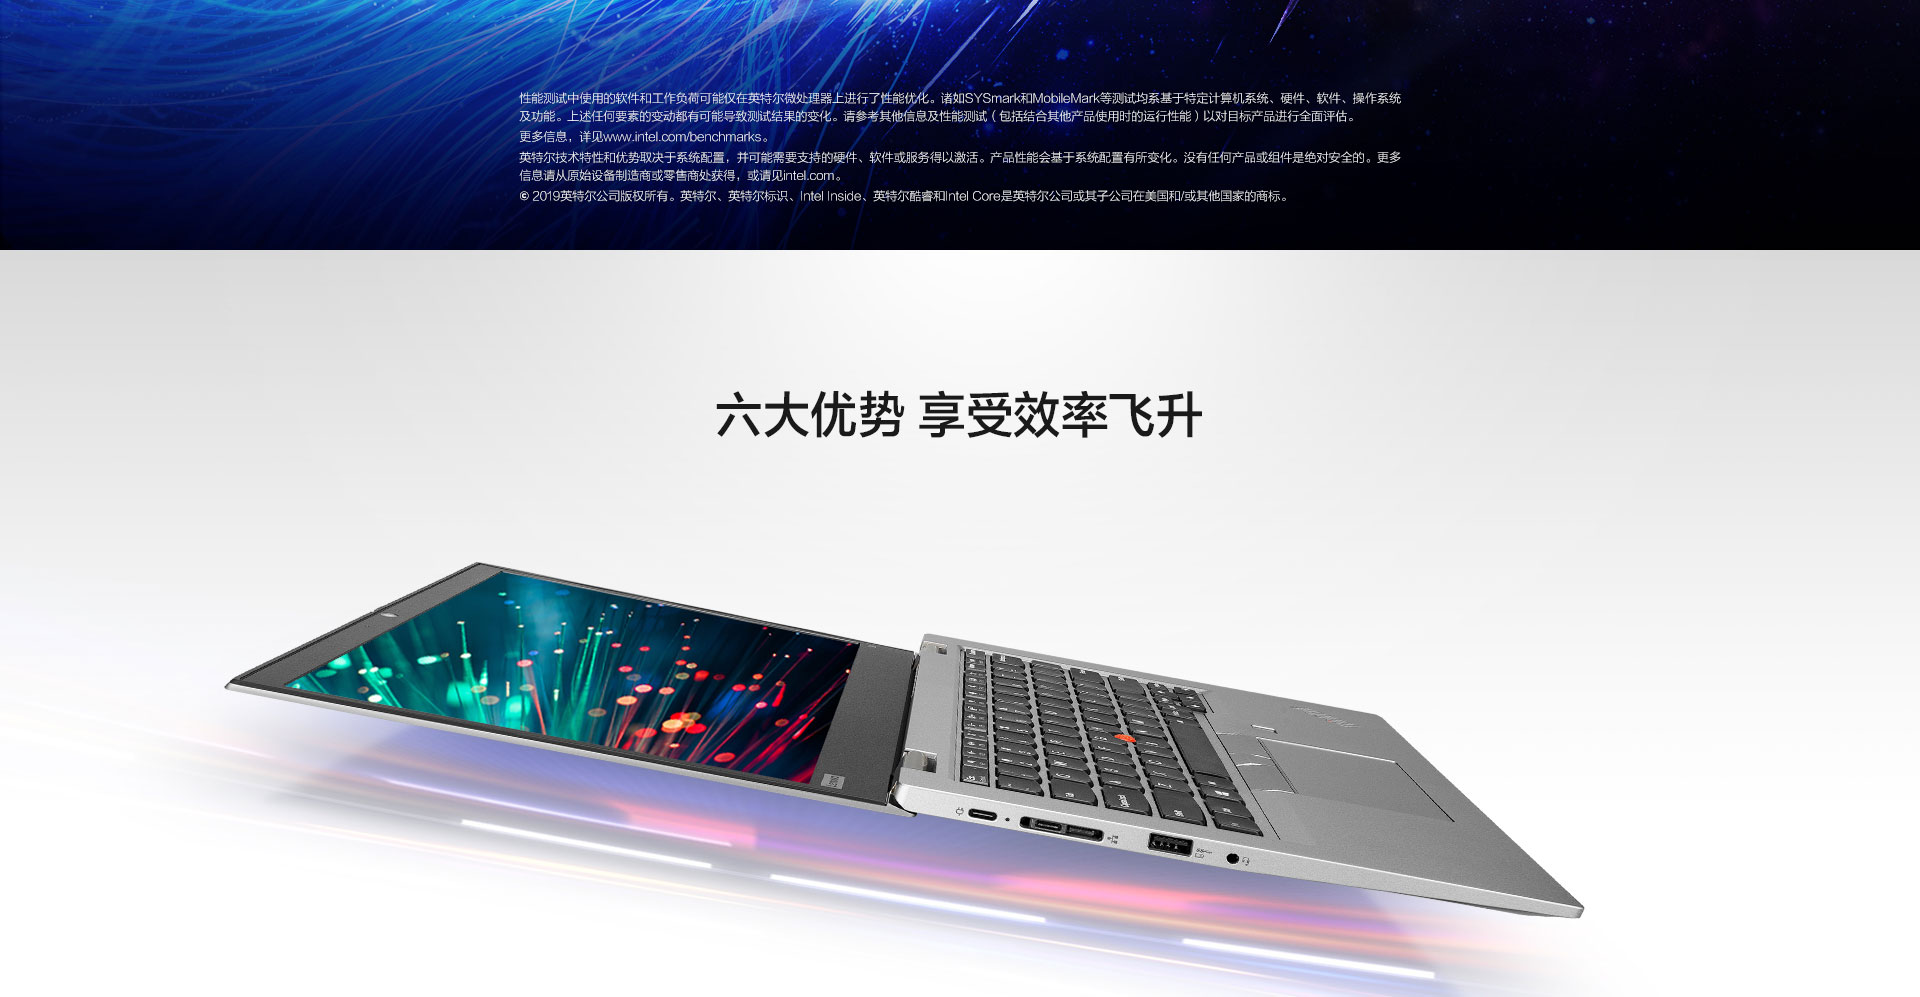 性能测试中使用的软件和工作负荷可能仅在英特尔微处理器上进行了性能优化。诸如SYSmark和MobileMark等测试均系基于特定计算机系统、硬件、软件、操作系统
及功能。上述任何要素的变动都有可能导致测试结果的变化。请参考其他信息及性能测试（包括结合其他产品使用时的运行性能）以对目标产品进行全面评估。
更多信息，详见www.intel.com/benchmarks。
英特尔技术特性和优势取决于系统配置，并可能需要支持的硬件、软件或服务得以激活。产品性能会基于系统配置有所变化。没有任何产品或组件是绝对安全的。更多
信息请从原始设备制造商或零售商处获得，或请见intel.com。
© 2019英特尔公司版权所有。英特尔、英特尔标识、Intel Inside、英特尔酷睿和Intel Core是英特尔公司或其子公司在美国和/或其他国家的商标。
六大优势 享受效率飞升